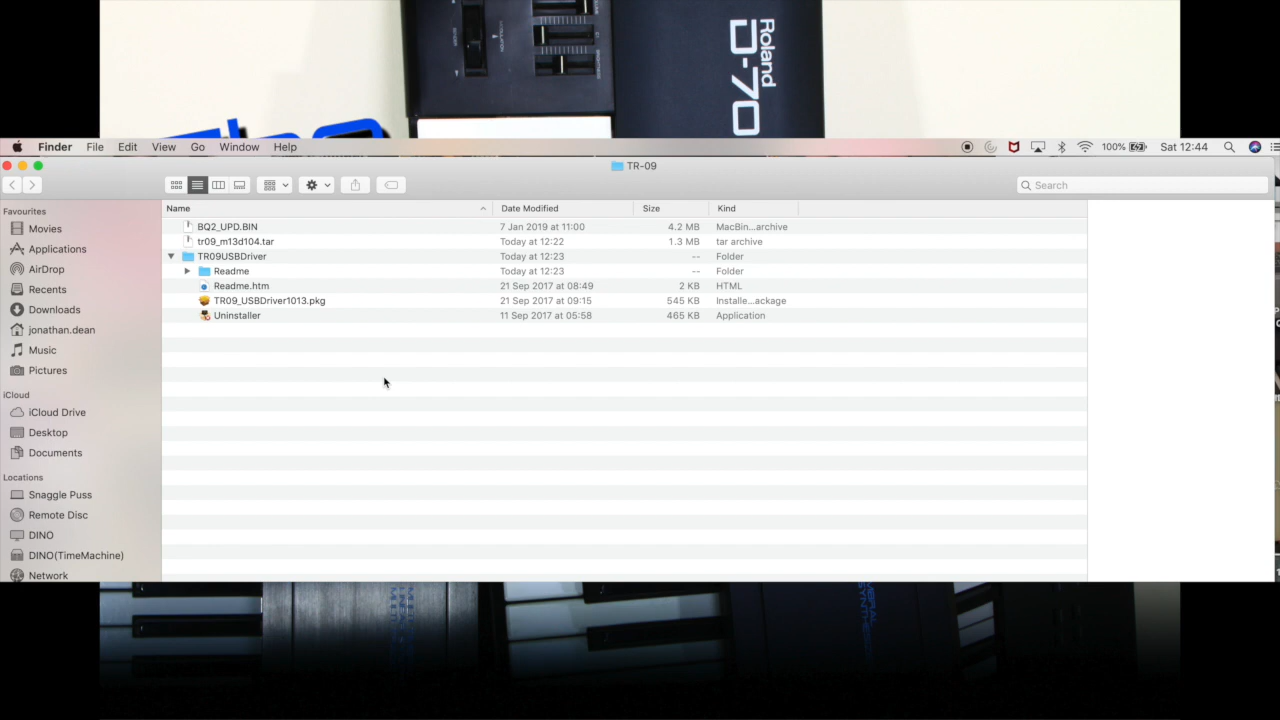 Roland
D-70
Finder File Edit View Go Window Help 100% Sat 12:44
TR-09
Search
Favourites
Movies
Applications
AirDrop
Recents
Downloads
jonathan.dean
Music
Pictures
iCloud
iCloud Drive
Desktop
Documents
Locations
Snaggle Puss
Remote Disc
DINO
DINO(TimeMachine)
Network
Name Date Modified Size Kind
BQ2_UPD.BIN 7 Jan 2019 at 11:00 4.2 MB MacBin...archive
tr09_m13d104.tar Today at 12:22 1.3 MB tar archive
TR09USBDriver Today at 12:23 -- Folder
Readme Today at 12:23 -- Folder
Readme.htm 21 Sep 2017 at 08:49 2 KB HTML
TR09_USBDriver1013.pkg 21 Sep 2017 at 09:15 545 KB Installe...ackage
Uninstaller 11 Sep 2017 at 05:58 465 KB Application